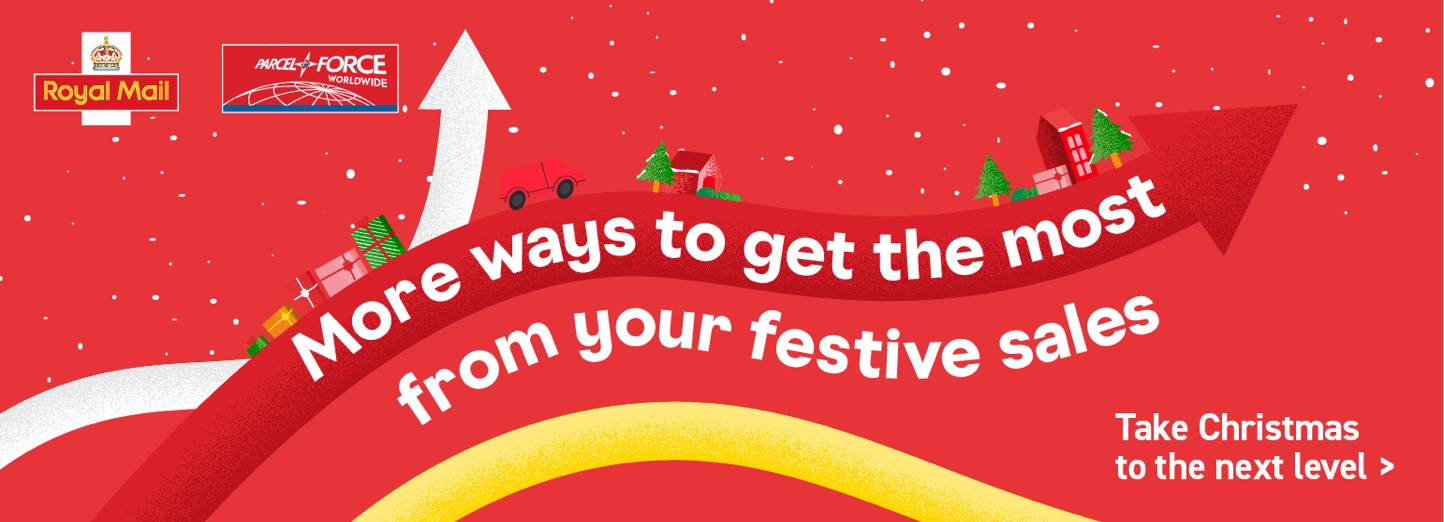 Royal Mail
PARCEL FORCE
WORLDWIDE
More ways to get the most
from your festive sales
Take Christmas
to the next level >